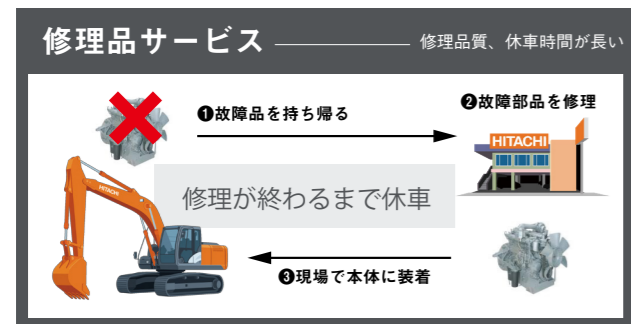 修理品サービス
修理品質、休車時間が長い
❶故障品を持ち帰る
❷故障部品を修理
HITACHI
修理が終わるまで休車
HITACHI
❸現場で本体に装着